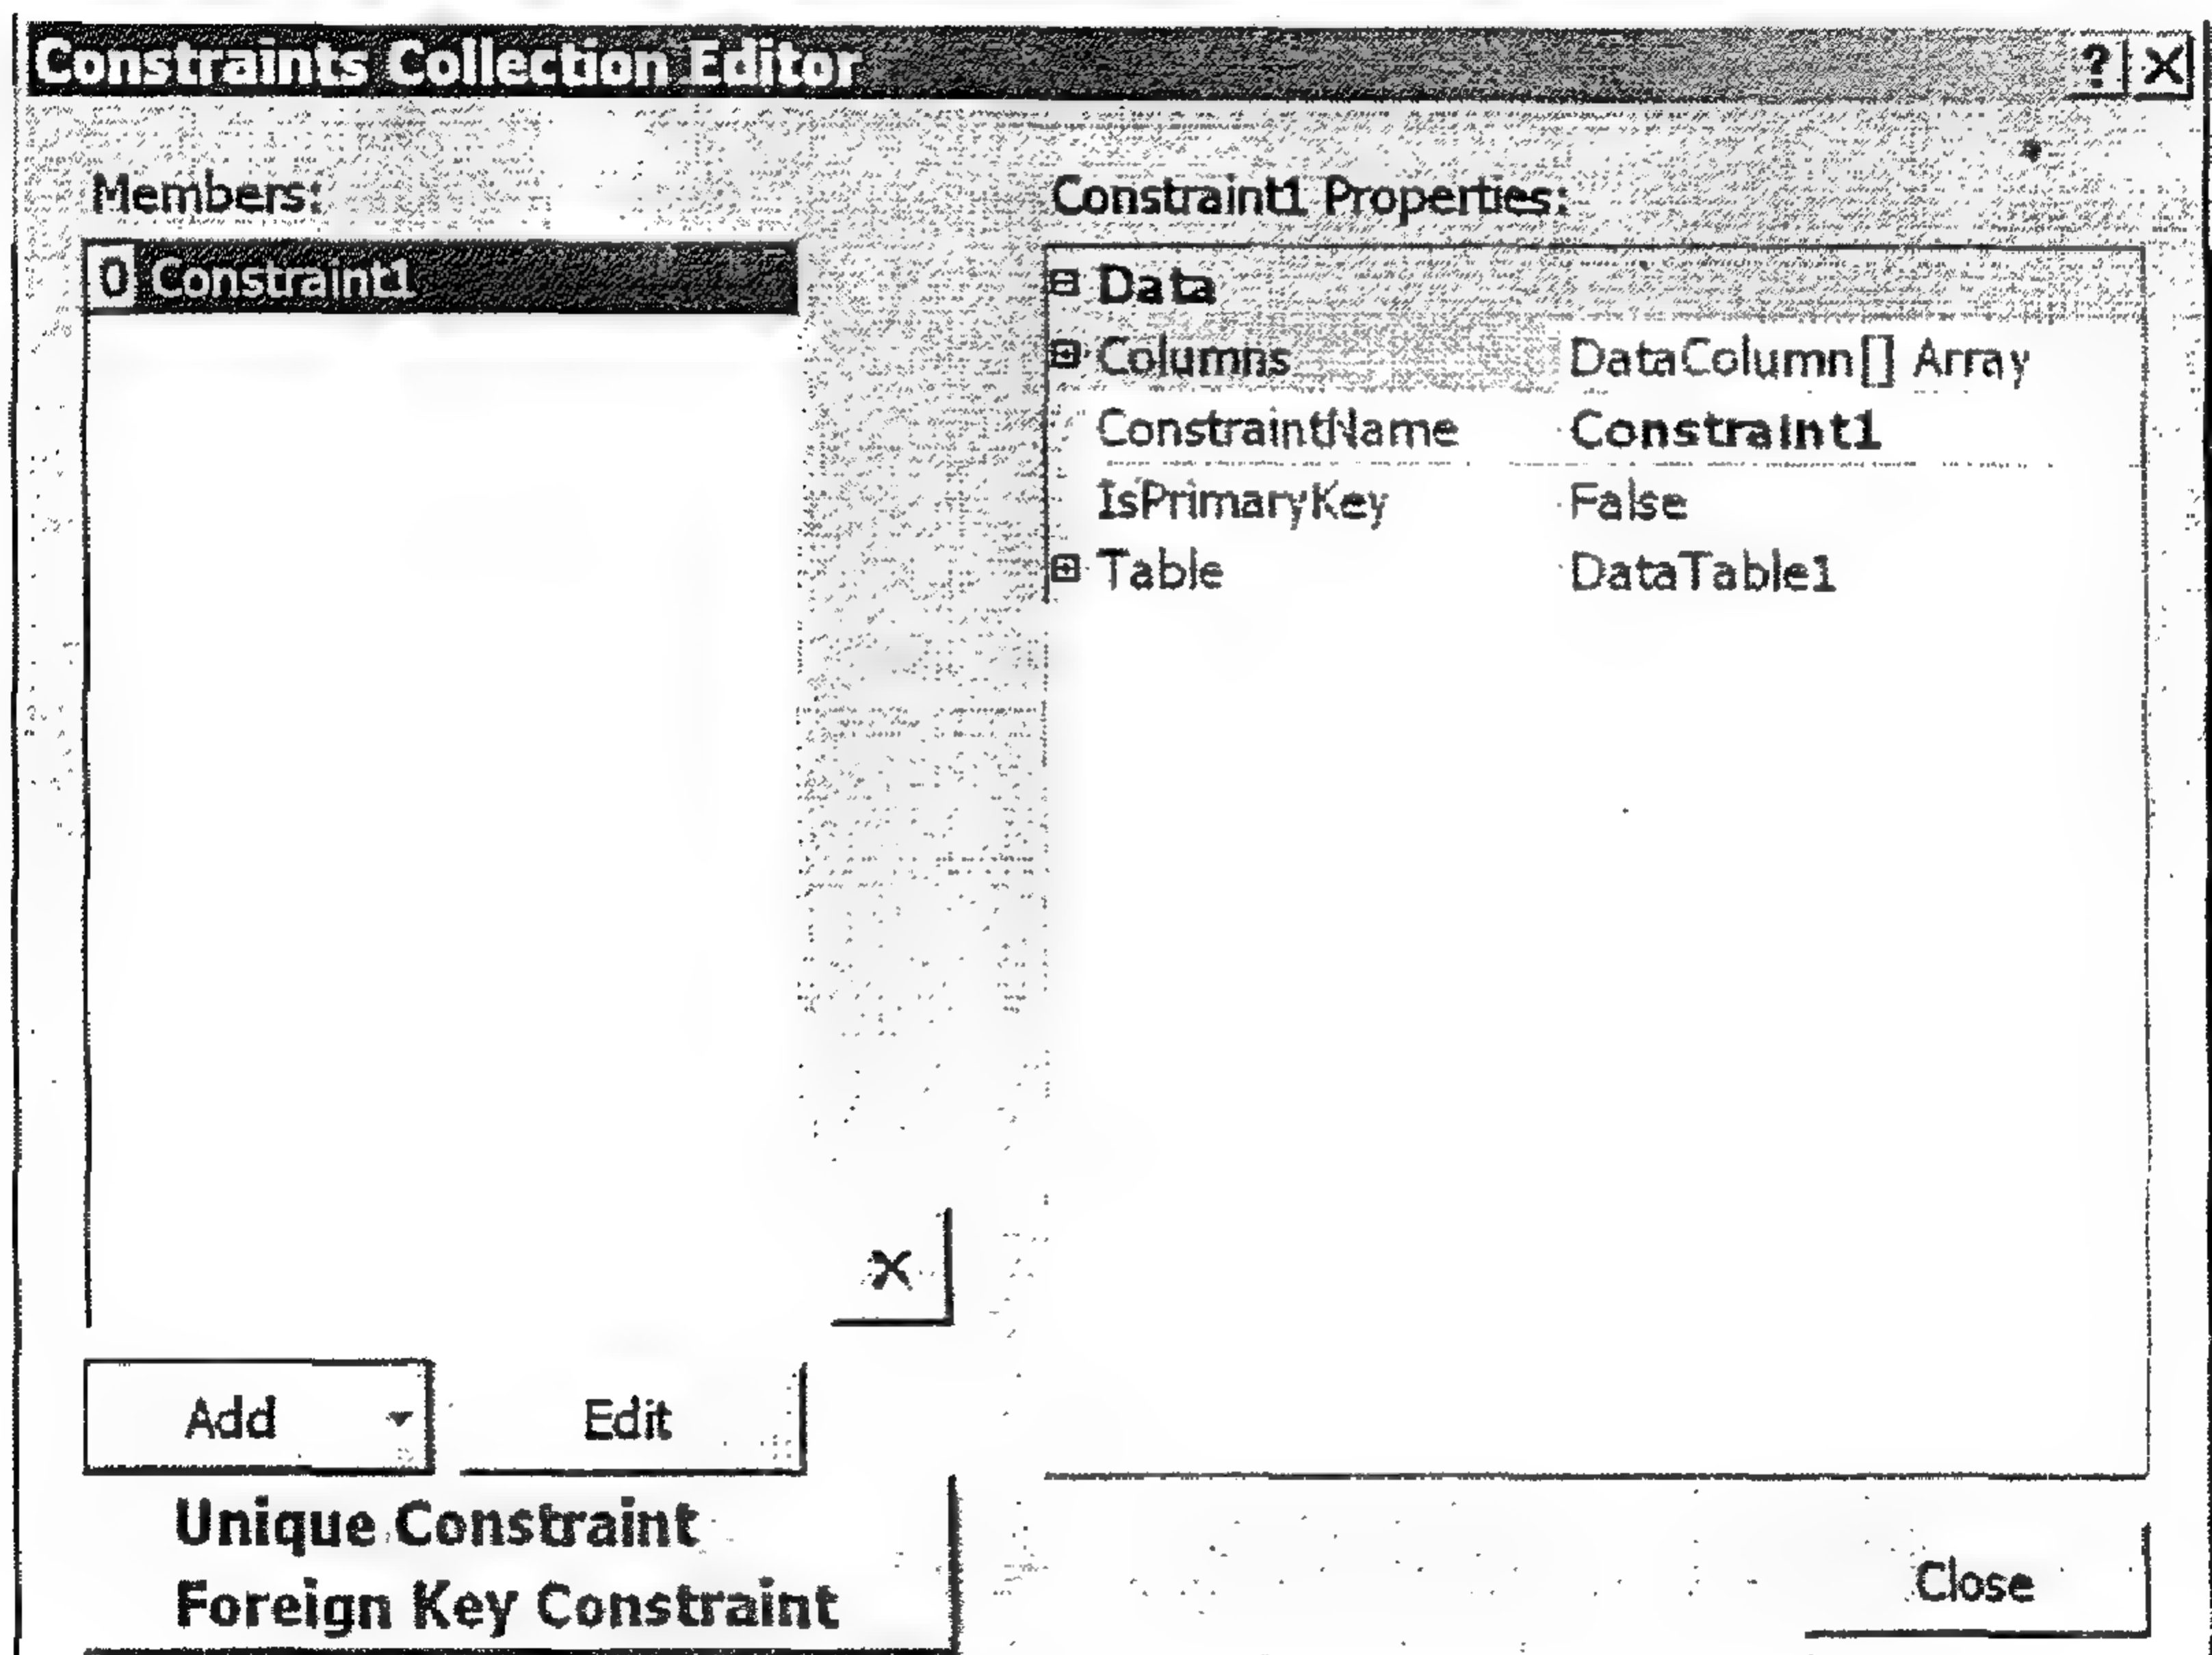 Constraints Collection Editor
Members:
0 Constraint1
Constraint1 Properties:
Data
Columns DataColumn[] Array
ConstraintName Constraint1
IsPrimaryKey False
Table DataTable1
Add Edit
Unique Constraint
Foreign Key Constraint
Close